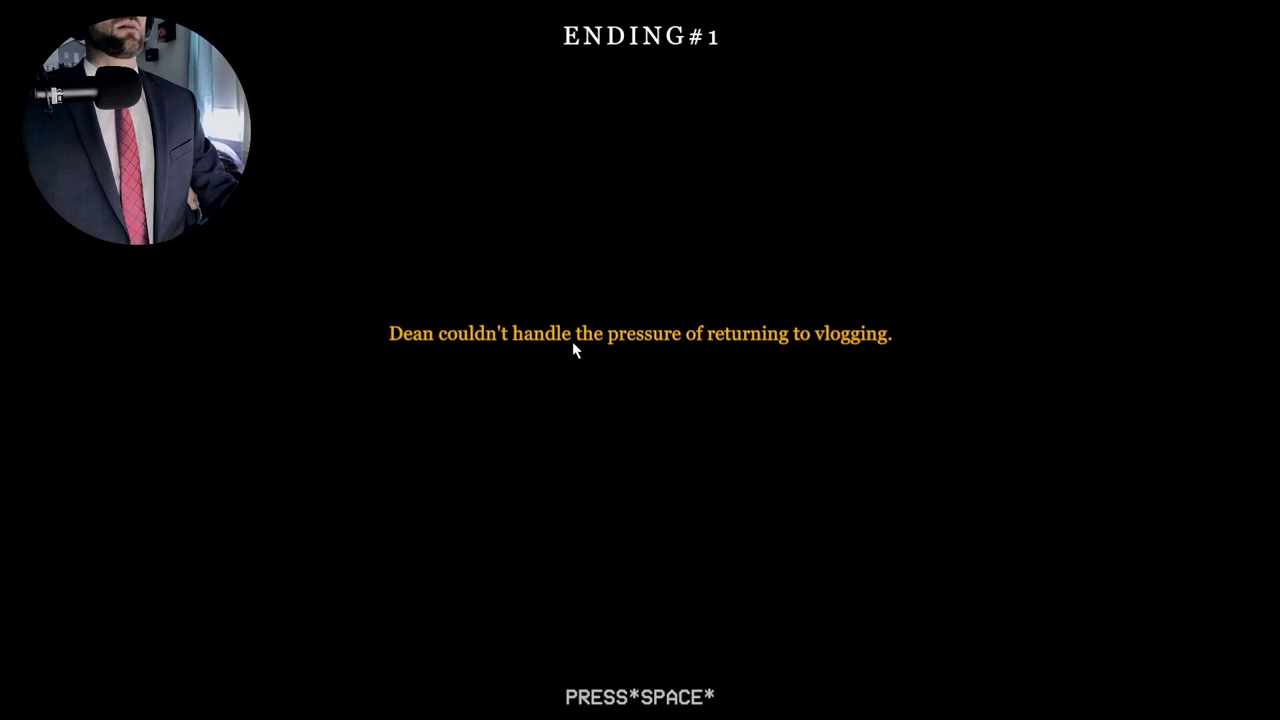 ENDING#1
Dean couldn't handle the pressure of returning to vlogging.
PRESS*SPACE*